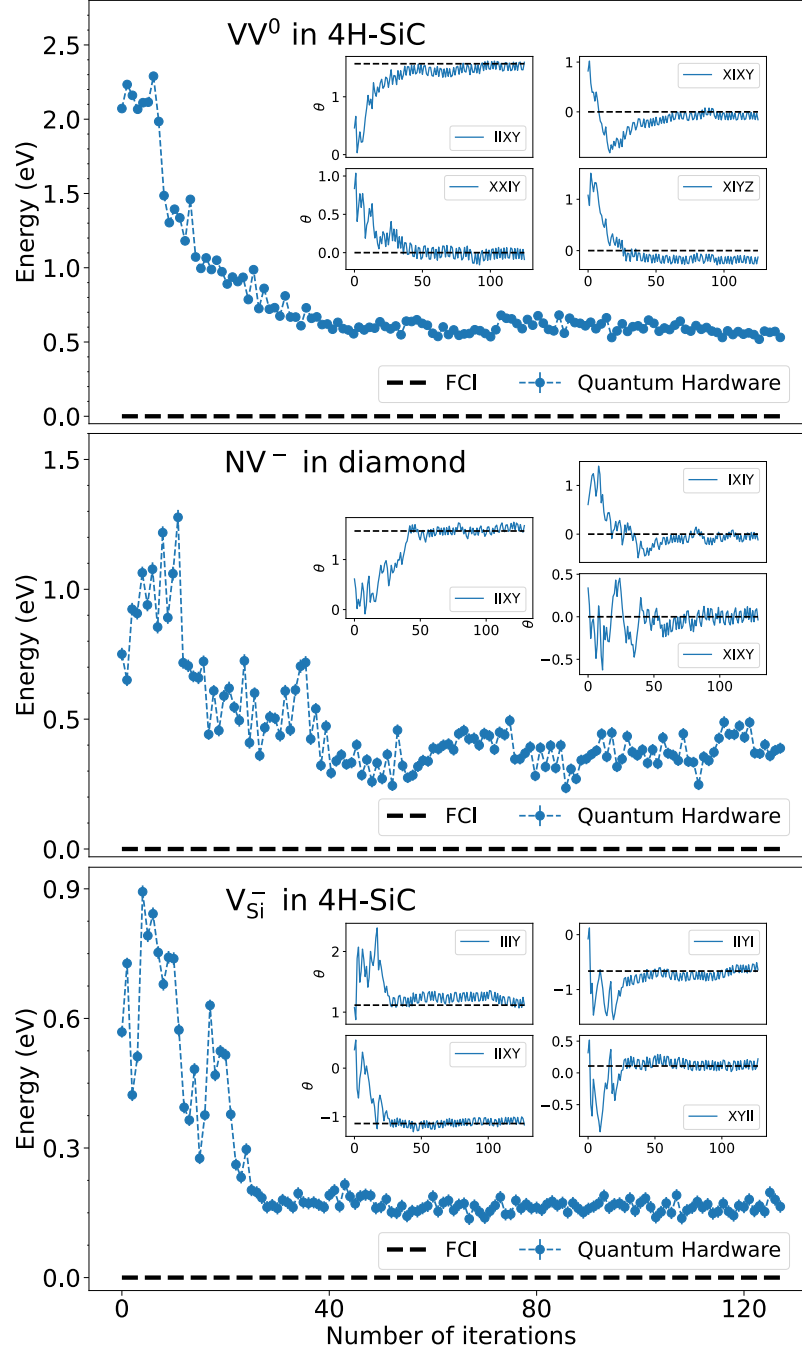 VV⁰ in 4H-SiC
2.5
2.0
1.5
1.0
0.5
0.0
Energy (eV)
θ
1
0
IIXY
1
0
XIXY
θ
1.0
0.5
0.0
XXIY
0 50 100
1
0
XIYZ
0 50 100
FCI Quantum Hardware
NV⁻ in diamond
1.5
1.0
0.5
0.0
Energy (eV)
θ
1
0
IIXY
0 50 100
θ
1
0
IXIY
0.5
0.0
−0.5
XIXY
0 50 100
FCI Quantum Hardware
V⁻Si in 4H-SiC
0.9
0.6
0.3
0.0
Energy (eV)
θ
2
1
IIIY
0
−1
IIYI
θ
0
−1
IIXY
0 50 100
0.5
0.0
−0.5
XYII
0 50 100
FCI Quantum Hardware
0 40 80 120
Number of iterations